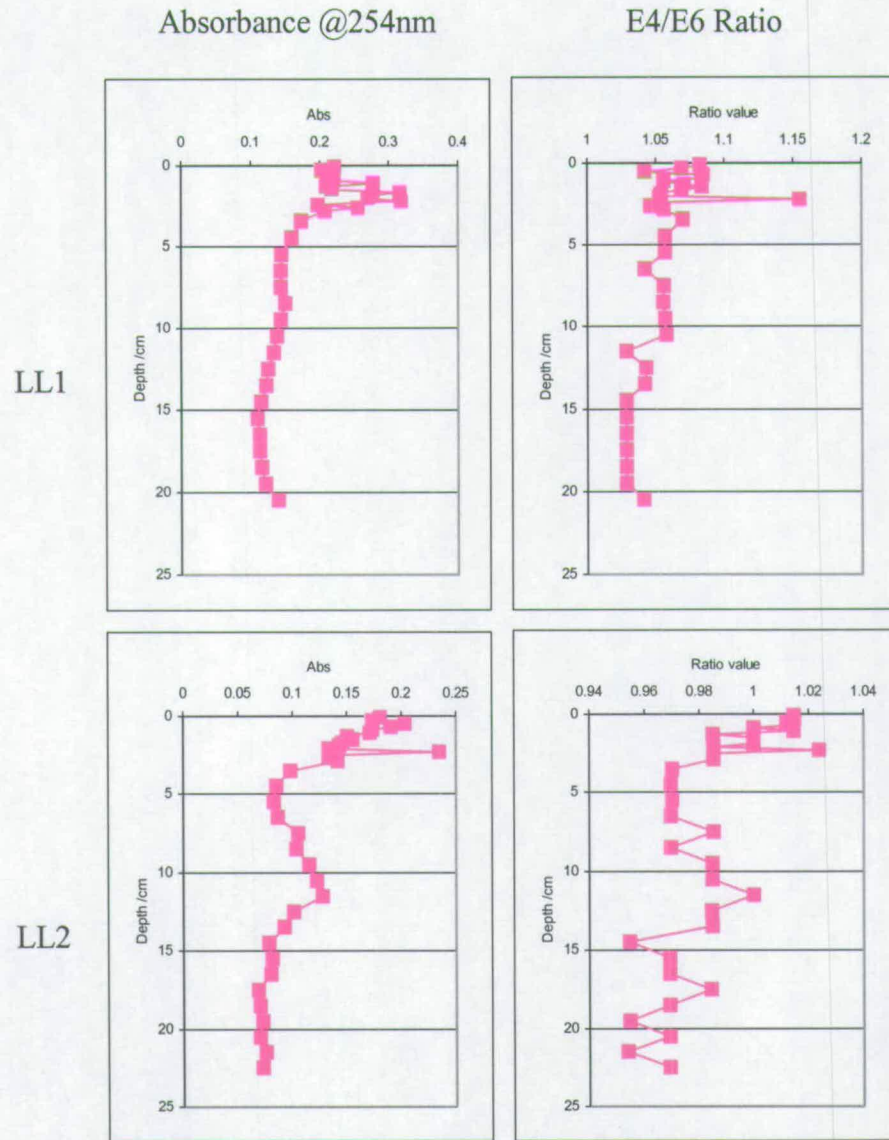 Absorbance @254nm
E4/E6 Ratio
LL1
Abs
0 0.1 0.2 0.3 0.4
Depth /cm
0
5
10
15
20
25
Ratio value
1 1.05 1.1 1.15 1.2
Depth /cm
0
5
10
15
20
25
LL2
Abs
0 0.05 0.1 0.15 0.2 0.25
Depth /cm
0
5
10
15
20
25
Ratio value
0.94 0.96 0.98 1 1.02 1.04
Depth /cm
0
5
10
15
20
25